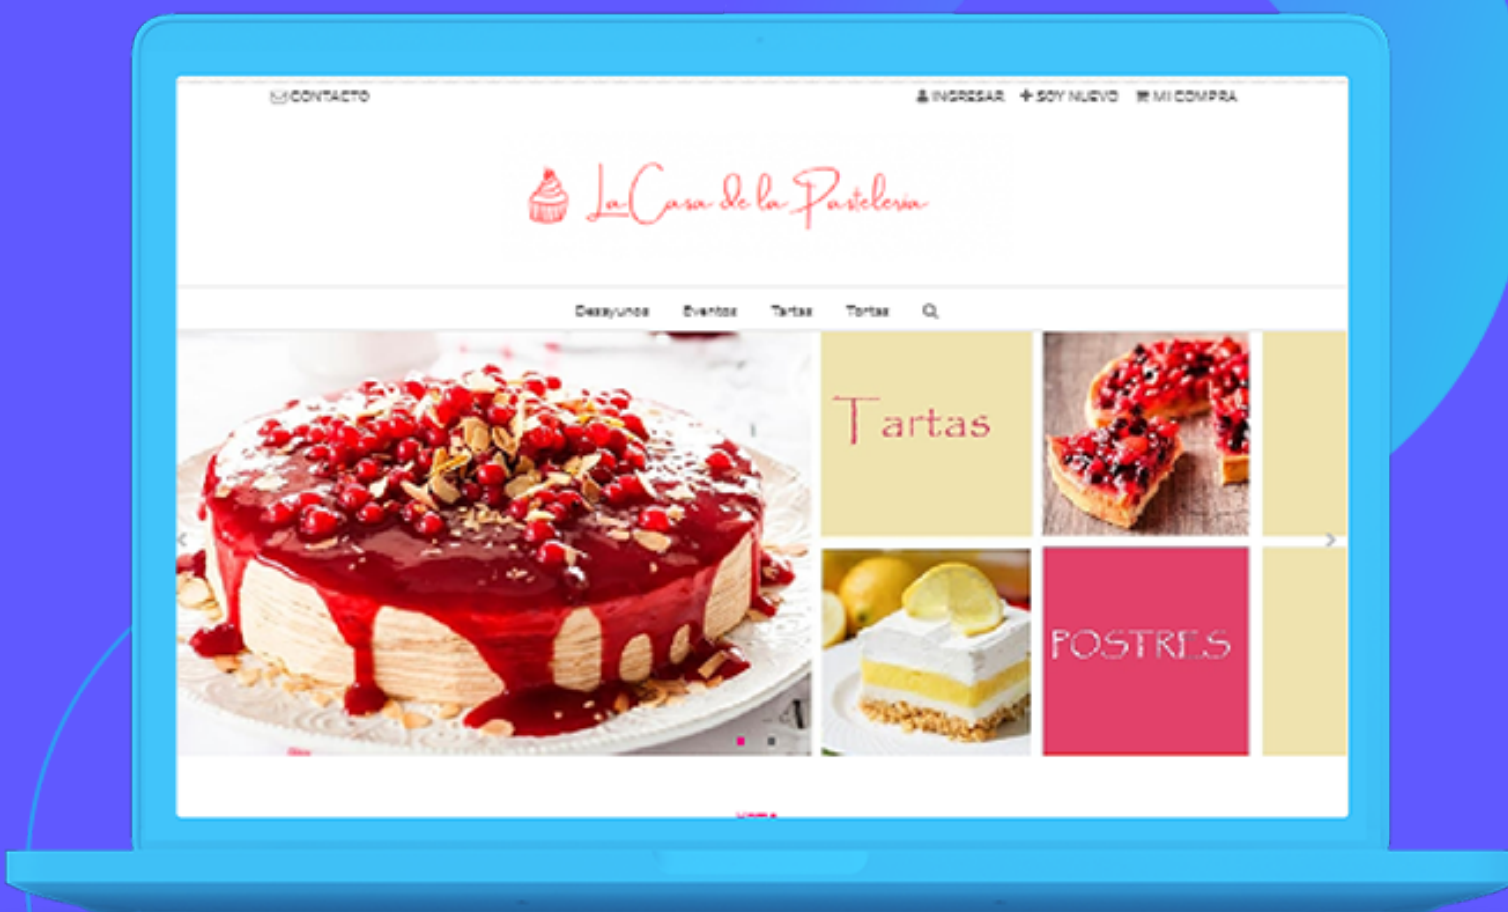 CONTACTO
INGRESAR SOY NUEVO MI COMPRA
La Casa de la Pastelería
Desayunos Eventos Tartas Tortas
Tartas
POSTRES